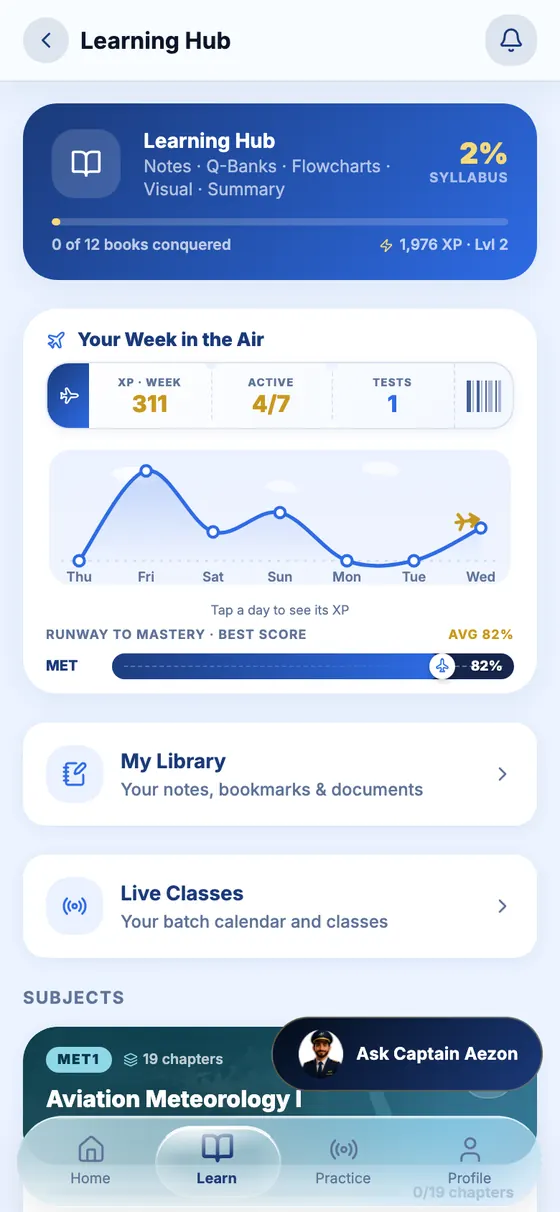 Learning Hub
Learning Hub
Notes · Q-Banks · Flowcharts ·
Visual · Summary
2%
SYLLABUS
0 of 12 books conquered
1,976 XP · Lvl 2
Your Week in the Air
XP · WEEK
311
ACTIVE
4/7
TESTS
1
Thu Fri Sat Sun Mon Tue Wed
Tap a day to see its XP
RUNWAY TO MASTERY · BEST SCORE
AVG 82%
MET
82%
My Library
Your notes, bookmarks & documents
Live Classes
Your batch calendar and classes
SUBJECTS
MET1
19 chapters
Ask Captain Aezon
Aviation Meteorology I
Home
Learn
Practice
Profile
0/19 chapters